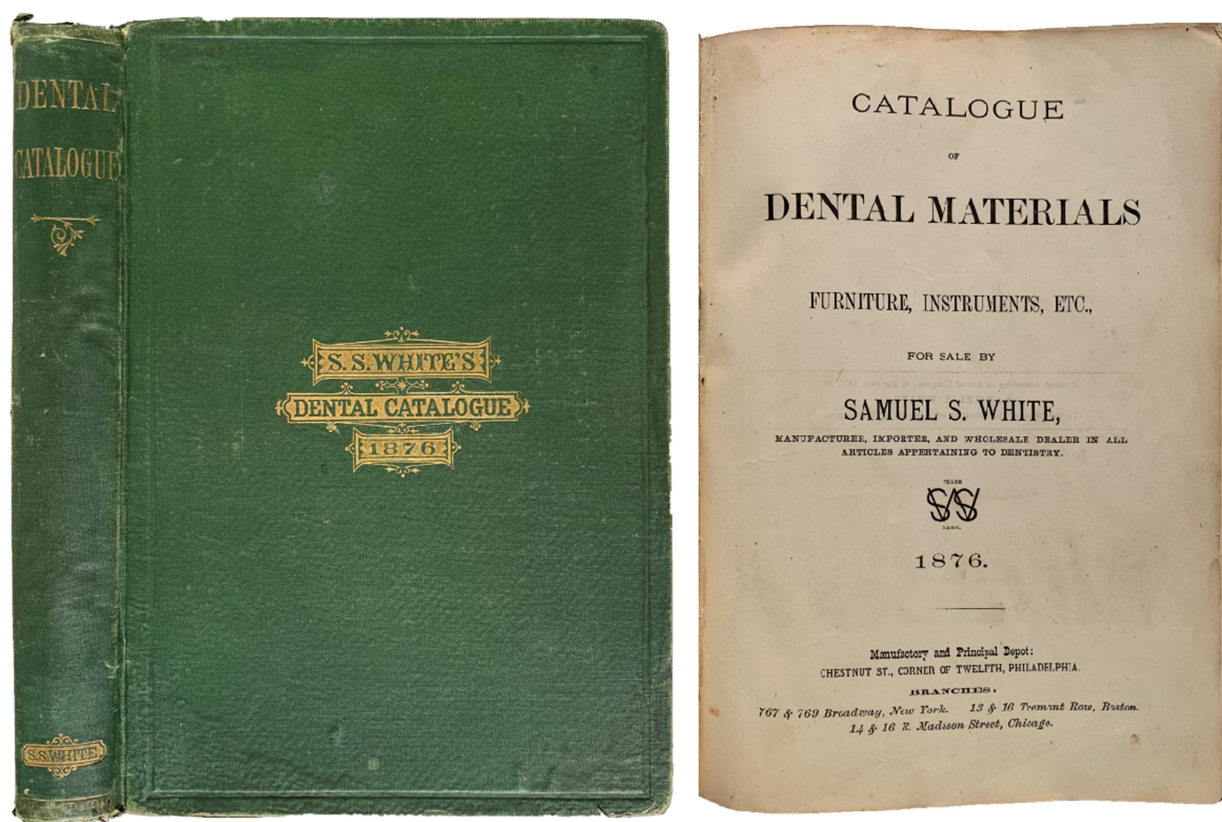 DENTAL
CATALOGUE
S.S.WHITE
S.S.WHITE'S
DENTAL CATALOGUE
1876
CATALOGUE
OF
DENTAL MATERIALS
FURNITURE, INSTRUMENTS, ETC.,
FOR SALE BY
SAMUEL S. WHITE,
MANUFACTURER, IMPORTER, AND WHOLESALE DEALER IN ALL
ARTICLES APPERTAINING TO DENTISTRY.
TRADE
SSW
MARK.
1876.
Manufactory and Principal Depot:
CHESTNUT ST., CORNER OF TWELFTH, PHILADELPHIA.
BRANCHES:
767 & 769 Broadway, New York. 13 & 16 Tremont Row, Boston.
14 & 16 E. Madison Street, Chicago.